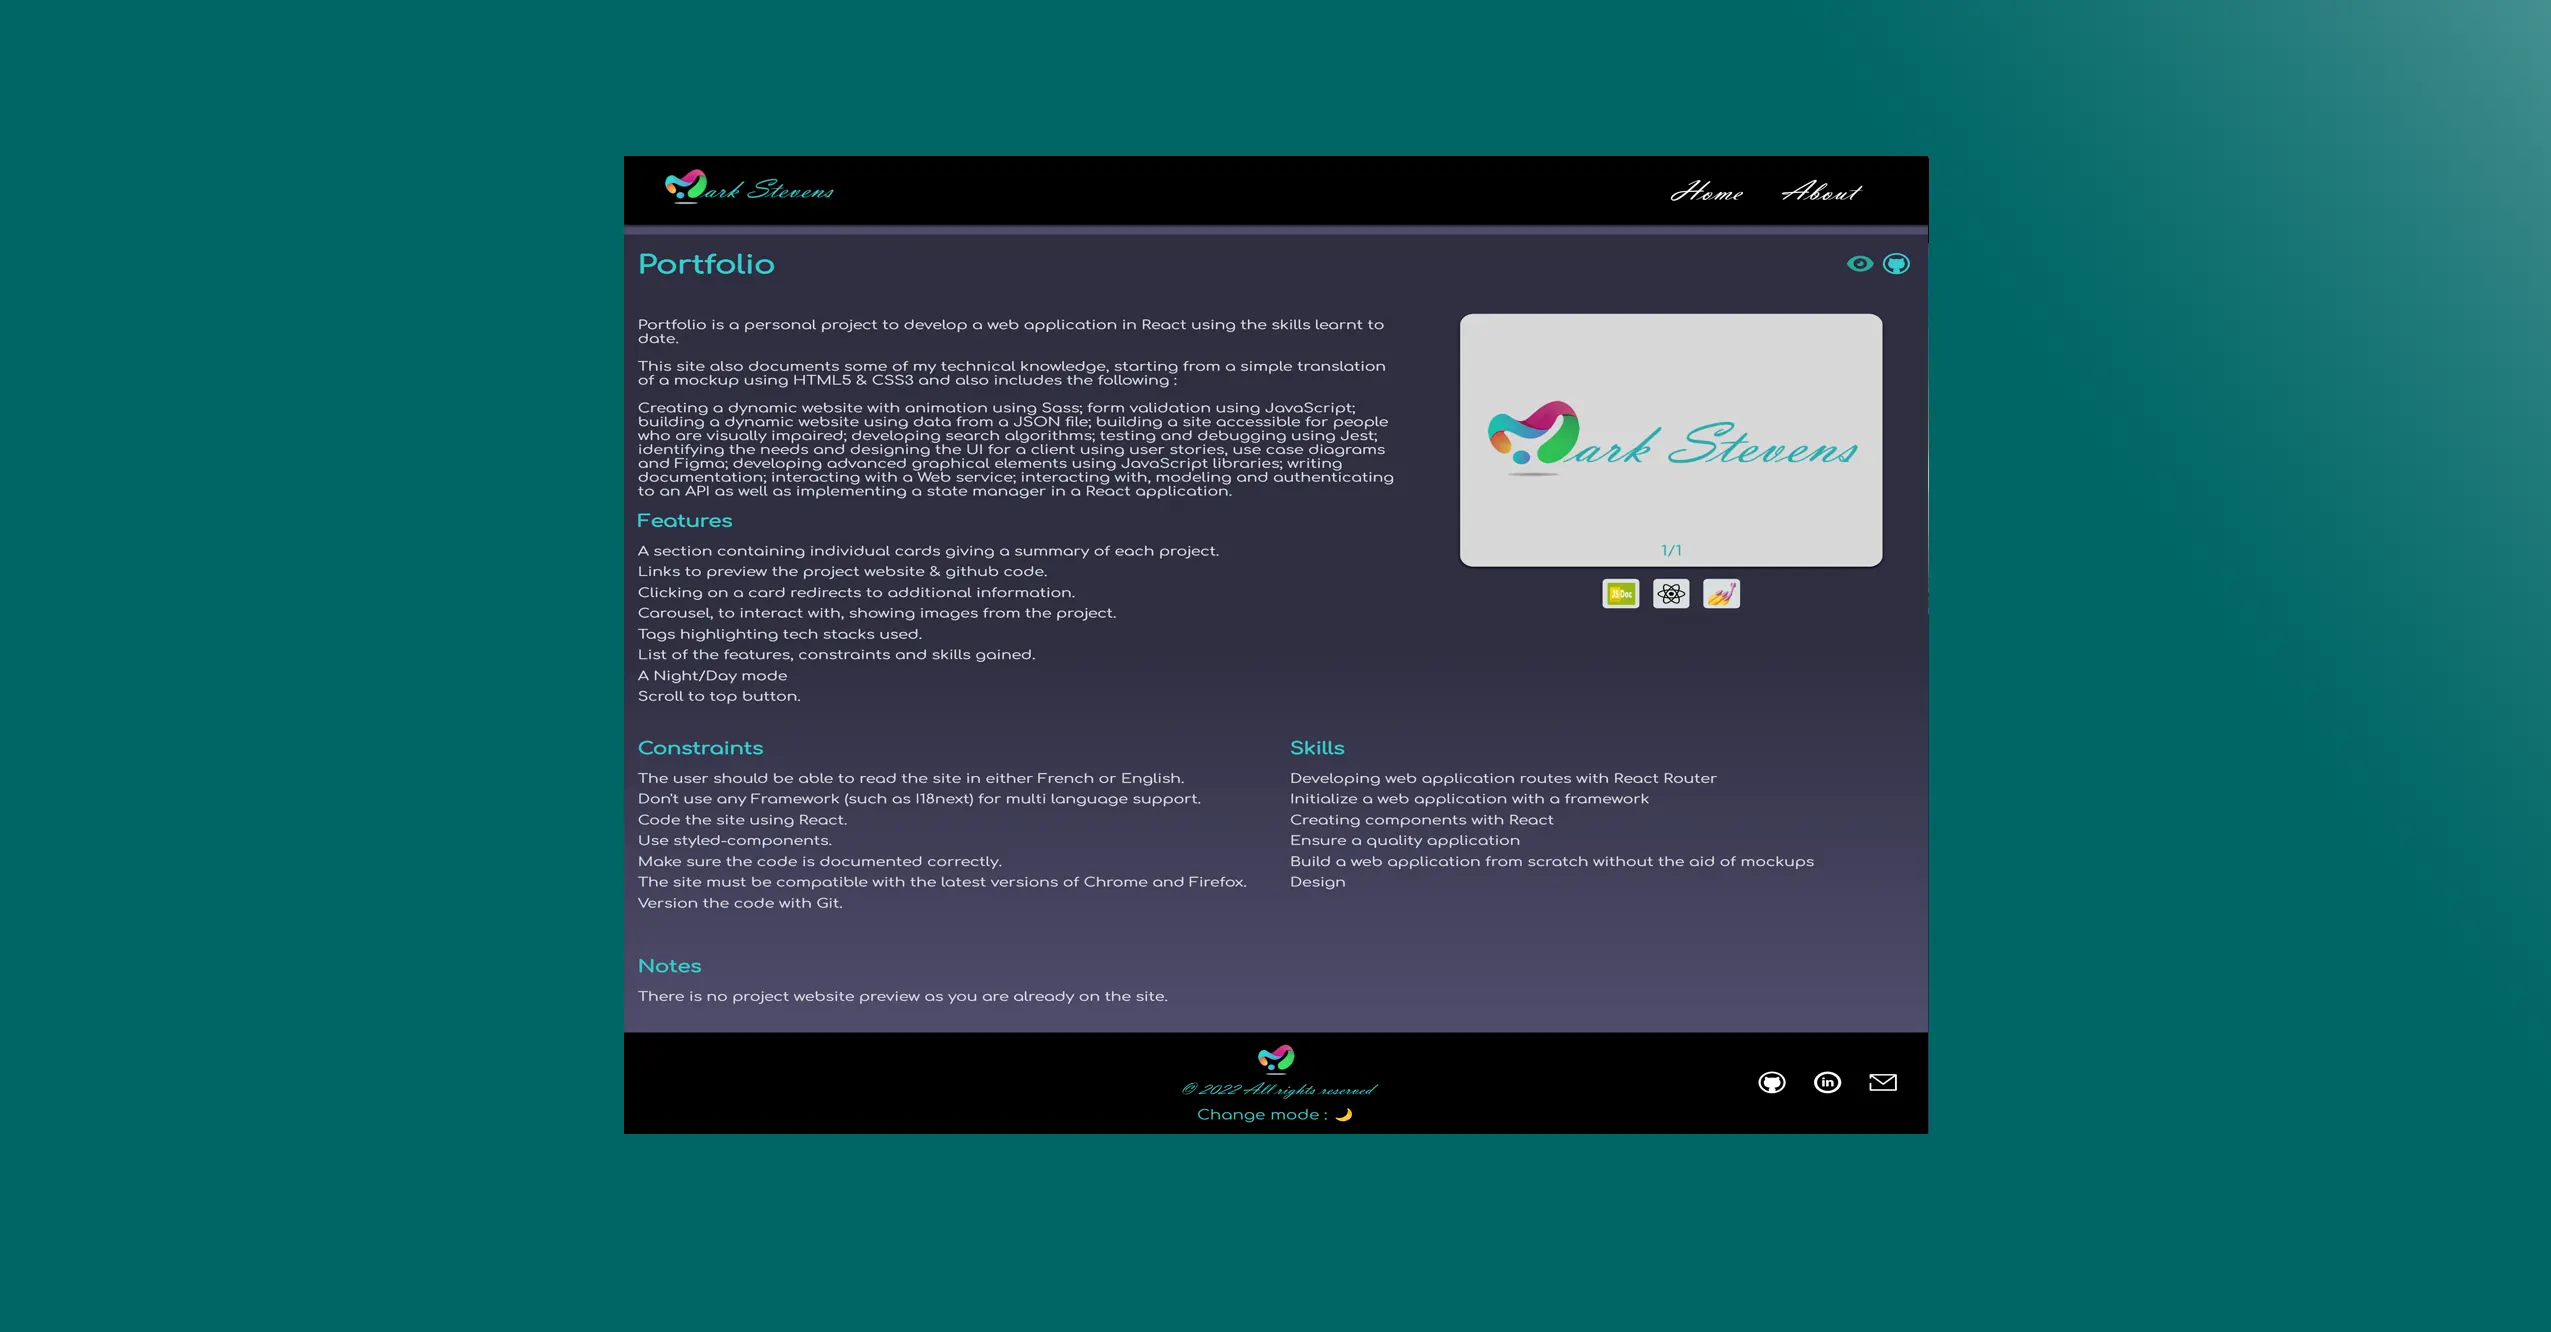 Mark Stevens
Home About
Portfolio
Portfolio is a personal project to develop a web application in React using the skills learnt to
date.
This site also documents some of my technical knowledge, starting from a simple translation
of a mockup using HTML5 & CSS3 and also includes the following :
Creating a dynamic website with animation using Sass; form validation using JavaScript;
building a dynamic website using data from a JSON file; building a site accessible for people
who are visually impaired; developing search algorithms; testing and debugging using Jest;
identifying the needs and designing the UI for a client using user stories, use case diagrams
and Figma; developing advanced graphical elements using JavaScript libraries; writing
documentation; interacting with a Web service; interacting with, modeling and authenticating
to an API as well as implementing a state manager in a React application.
Mark Stevens
1/1
JSDoc
Features
A section containing individual cards giving a summary of each project.
Links to preview the project website & github code.
Clicking on a card redirects to additional information.
Carousel, to interact with, showing images from the project.
Tags highlighting tech stacks used.
List of the features, constraints and skills gained.
A Night/Day mode
Scroll to top button.
Constraints
The user should be able to read the site in either French or English.
Don't use any Framework (such as I18next) for multi language support.
Code the site using React.
Use styled-components.
Make sure the code is documented correctly.
The site must be compatible with the latest versions of Chrome and Firefox.
Version the code with Git.
Skills
Developing web application routes with React Router
Initialize a web application with a framework
Creating components with React
Ensure a quality application
Build a web application from scratch without the aid of mockups
Design
Notes
There is no project website preview as you are already on the site.
© 2022 All rights reserved
Change mode : 🌙
in